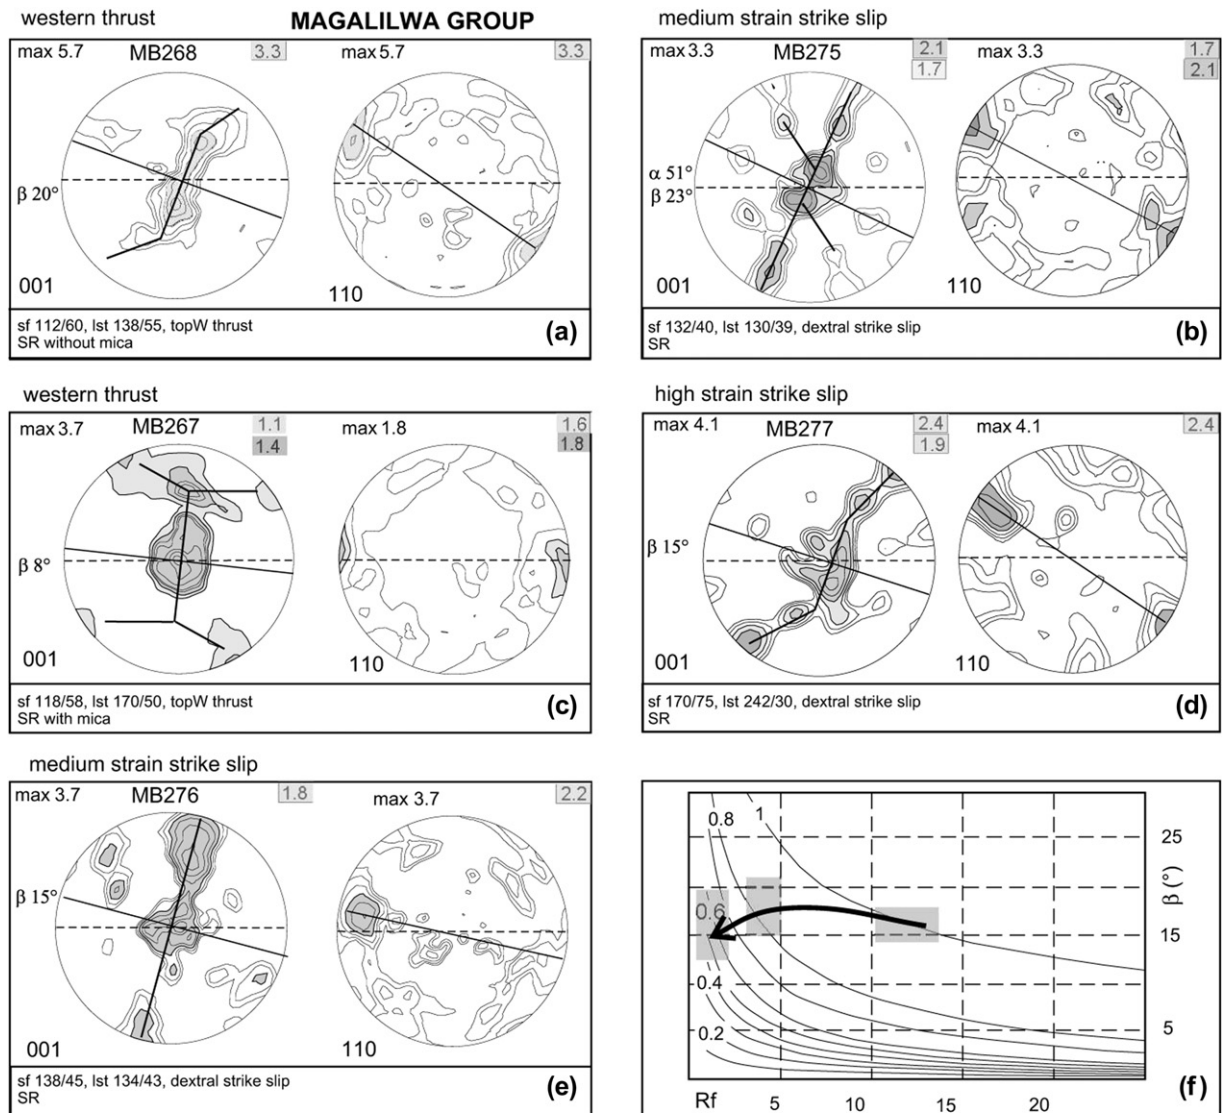 western thrust
MAGALILWA GROUP
medium strain strike slip
max 5.7
MB268
3.3
max5.7
3.3
β 20°
001
110
sf 112/60, lst 138/55, topW thrust
SR without mica
(a)
max3.3
MB275
2.1
1.7
max3.3
1.7
2.1
α 51°
β 23°
001
110
sf 132/40, lst 130/39, dextral strike slip
SR
(b)
western thrust
high strain strike slip
max 3.7
MB267
1.1
1.4
max 1.8
1.6
1.8
β 8°
001
110
sf 118/58, lst 170/50, topW thrust
SR with mica
(c)
max 4.1
MB277
2.4
1.9
max 4.1
2.4
β 15°
001
110
sf 170/75, lst 242/30, dextral strike slip
SR
(d)
medium strain strike slip
max 3.7
MB276
1.8
max 3.7
2.2
β 15°
001
110
sf 138/45, lst 134/43, dextral strike slip
SR
(e)
0.8
1
25
β (°)
0.6
15
0.4
0.2
5
Rf
5
10
15
20
(f)